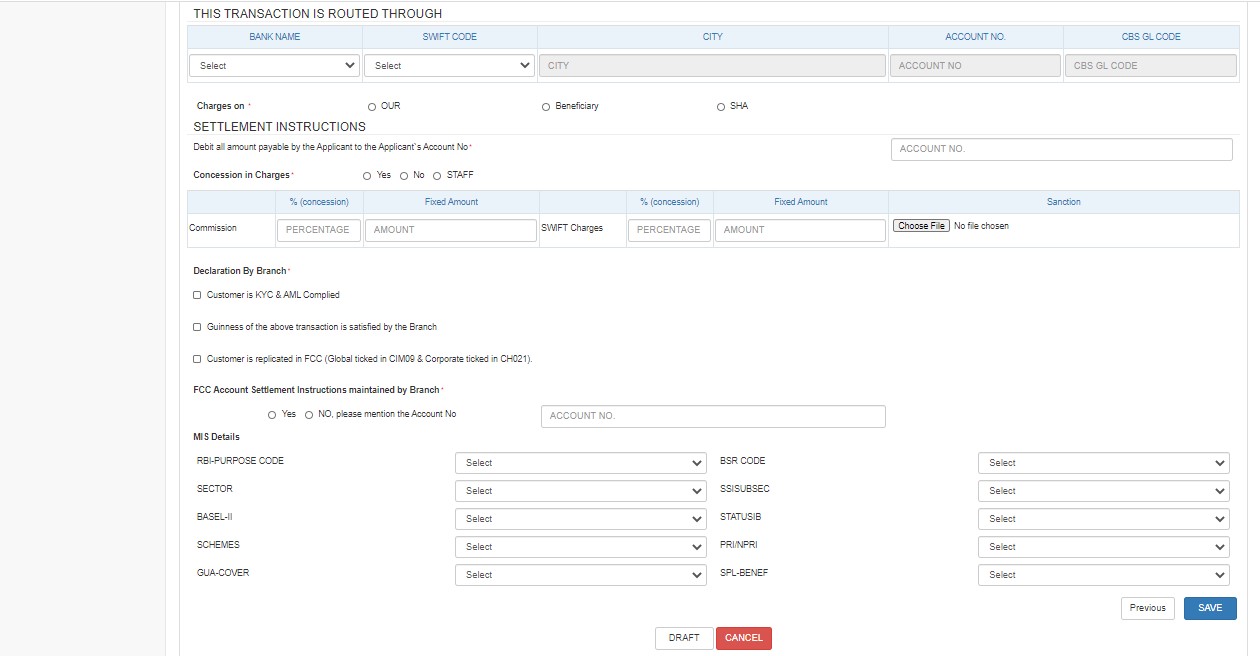 THIS TRANSACTION IS ROUTED THROUGH
BANK NAME SWIFT CODE CITY ACCOUNT NO. CBS GL CODE
Select Select CITY ACCOUNT NO CBS GL CODE
Charges on * OUR Beneficiary SHA
SETTLEMENT INSTRUCTIONS
Debit all amount payable by the Applicant to the Applicant's Account No* ACCOUNT NO.
Concession in Charges* Yes No STAFF
% (concession) Fixed Amount % (concession) Fixed Amount Sanction
Commission PERCENTAGE AMOUNT SWIFT Charges PERCENTAGE AMOUNT Choose File No file chosen
Declaration By Branch*
Customer is KYC & AML Complied
Guinness of the above transaction is satisfied by the Branch
Customer is replicated in FCC (Global ticked in CIM09 & Corporate ticked in CH021).
FCC Account Settlement Instructions maintained by Branch*
Yes NO, please mention the Account No ACCOUNT NO.
MIS Details
RBI-PURPOSE CODE Select BSR CODE Select
SECTOR Select SSISUBSEC Select
BASEL-II Select STATUSIB Select
SCHEMES Select PRI/NPRI Select
GUA-COVER Select SPL-BENEF Select
Previous SAVE
DRAFT CANCEL